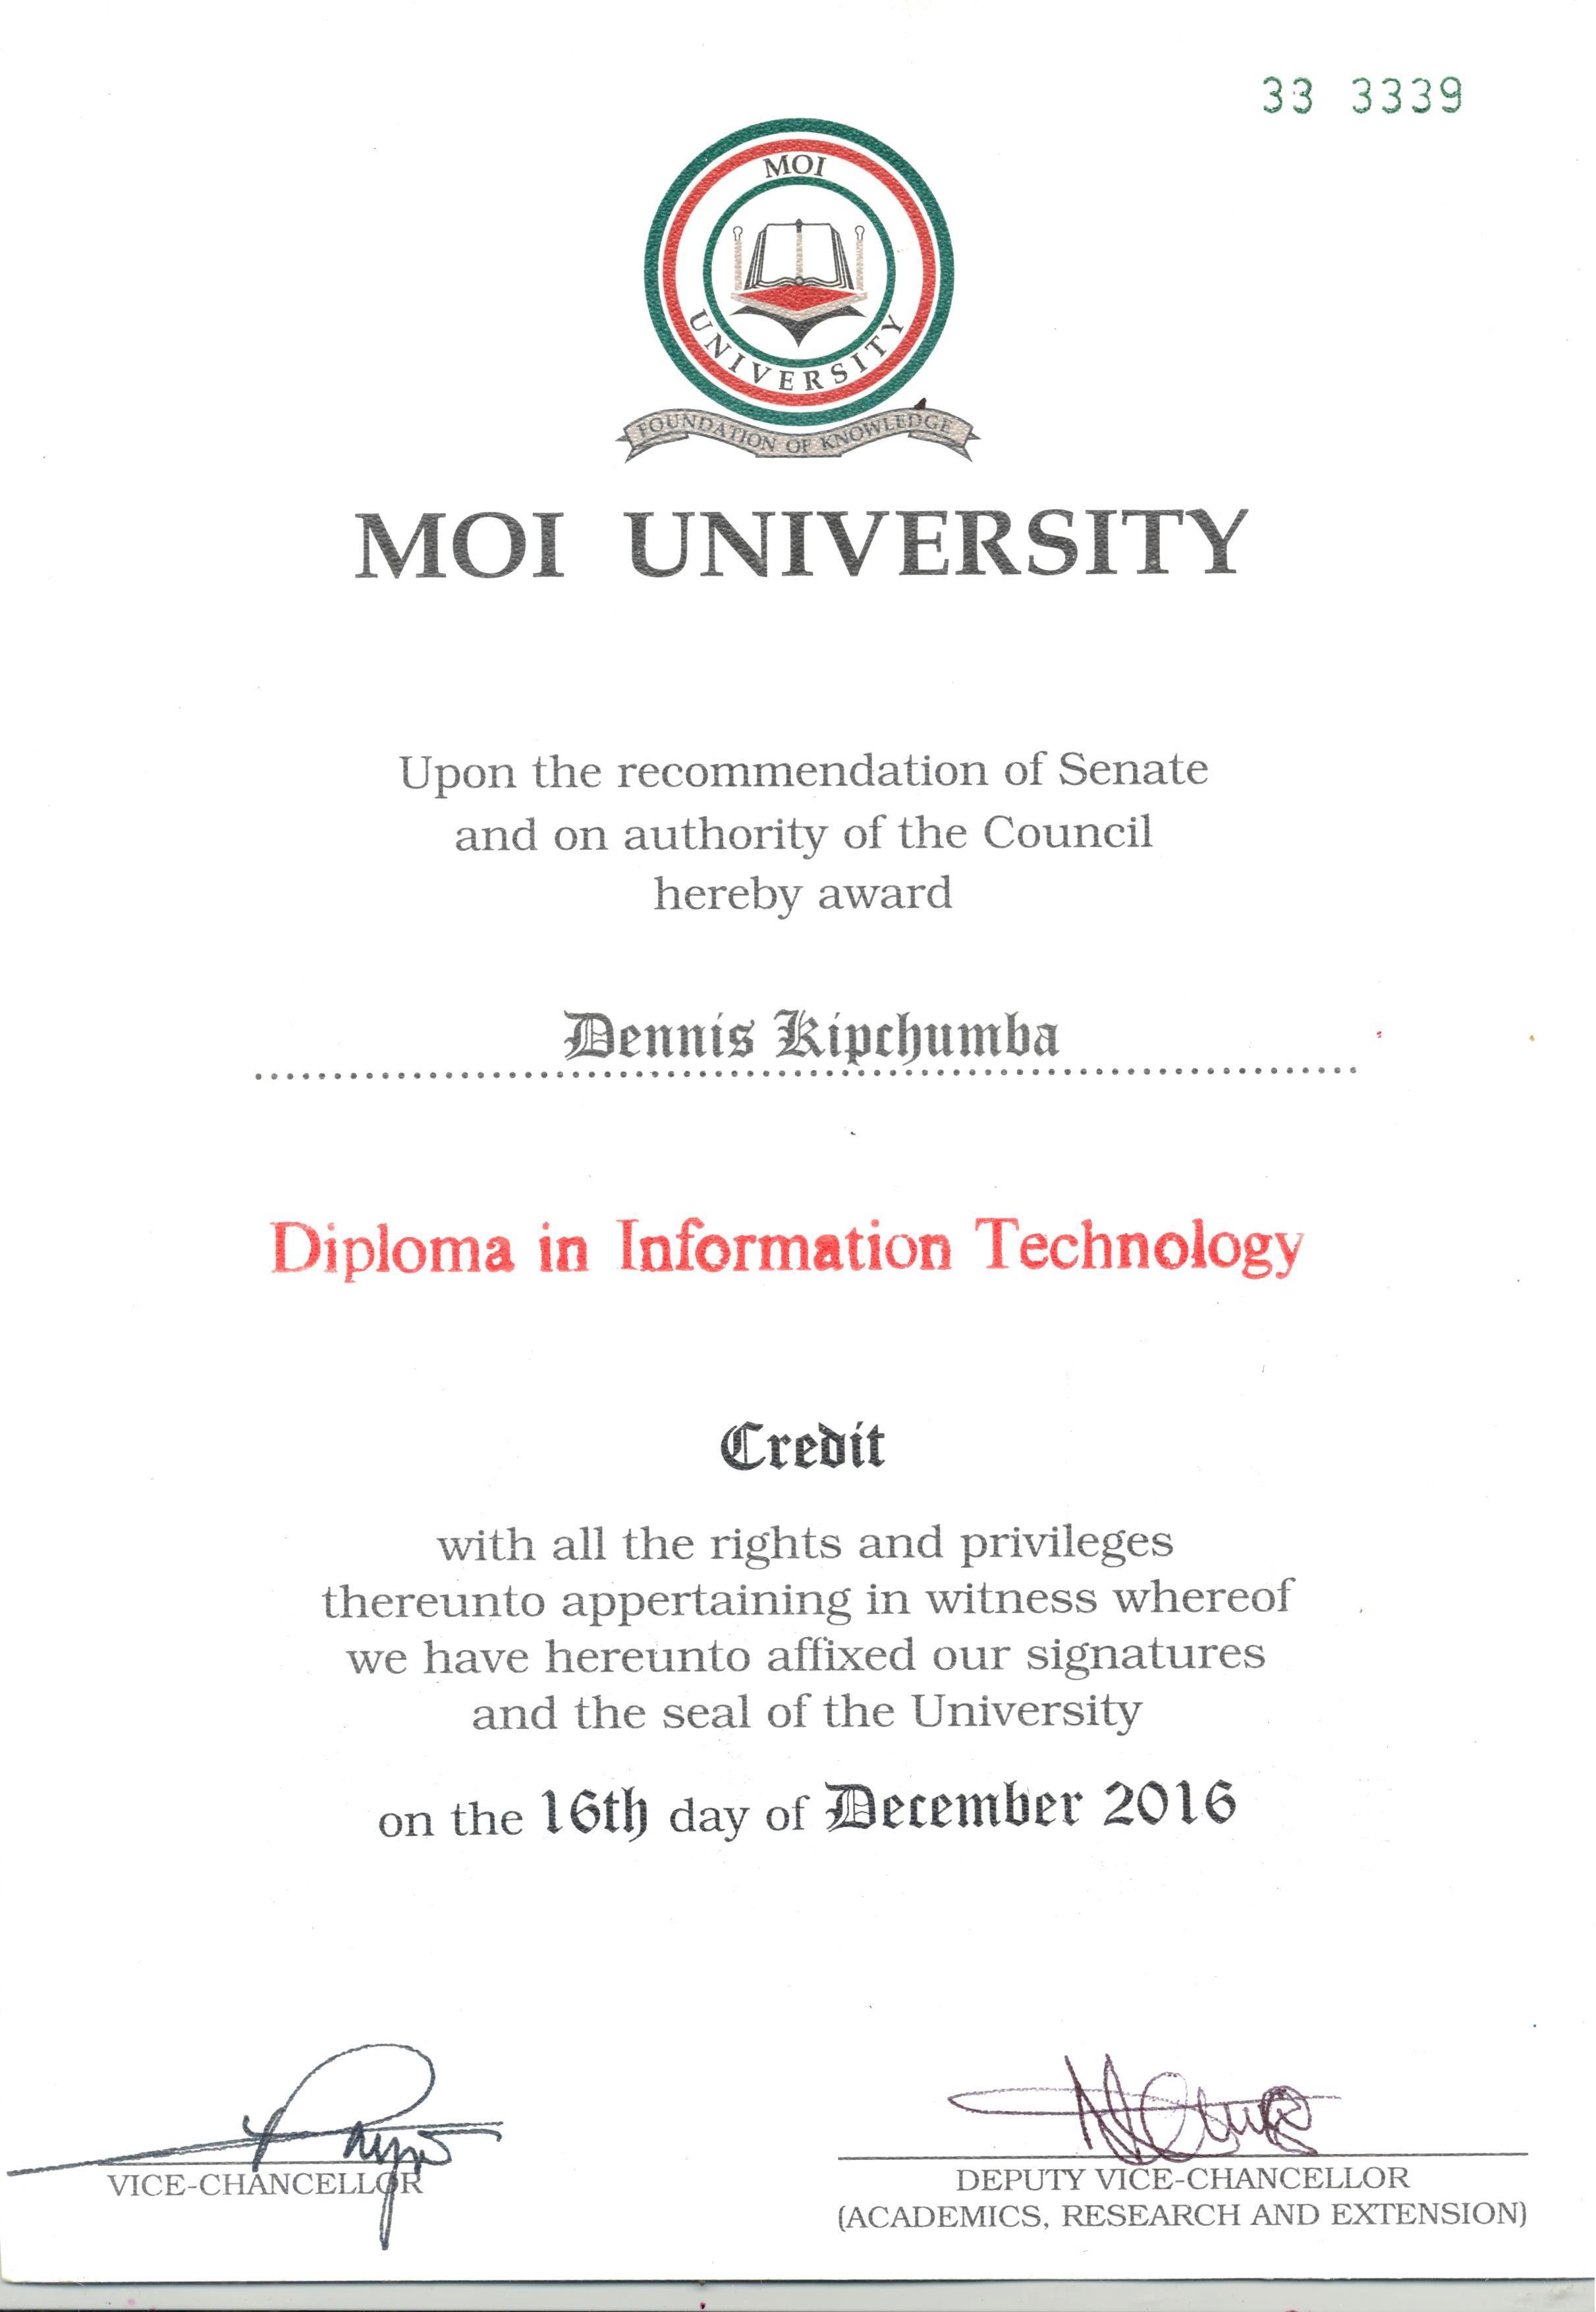 33 3339
MOI
UNIVERSITY
FOUNDATION OF KNOWLEDGE
MOI UNIVERSITY
Upon the recommendation of Senate
and on authority of the Council
hereby award
Dennis Kipchumba
Diploma in Information Technology
Credit
with all the rights and privileges
thereunto appertaining in witness whereof
we have hereunto affixed our signatures
and the seal of the University
on the 16th day of December 2016
VICE-CHANCELLOR
DEPUTY VICE-CHANCELLOR
(ACADEMICS, RESEARCH AND EXTENSION)